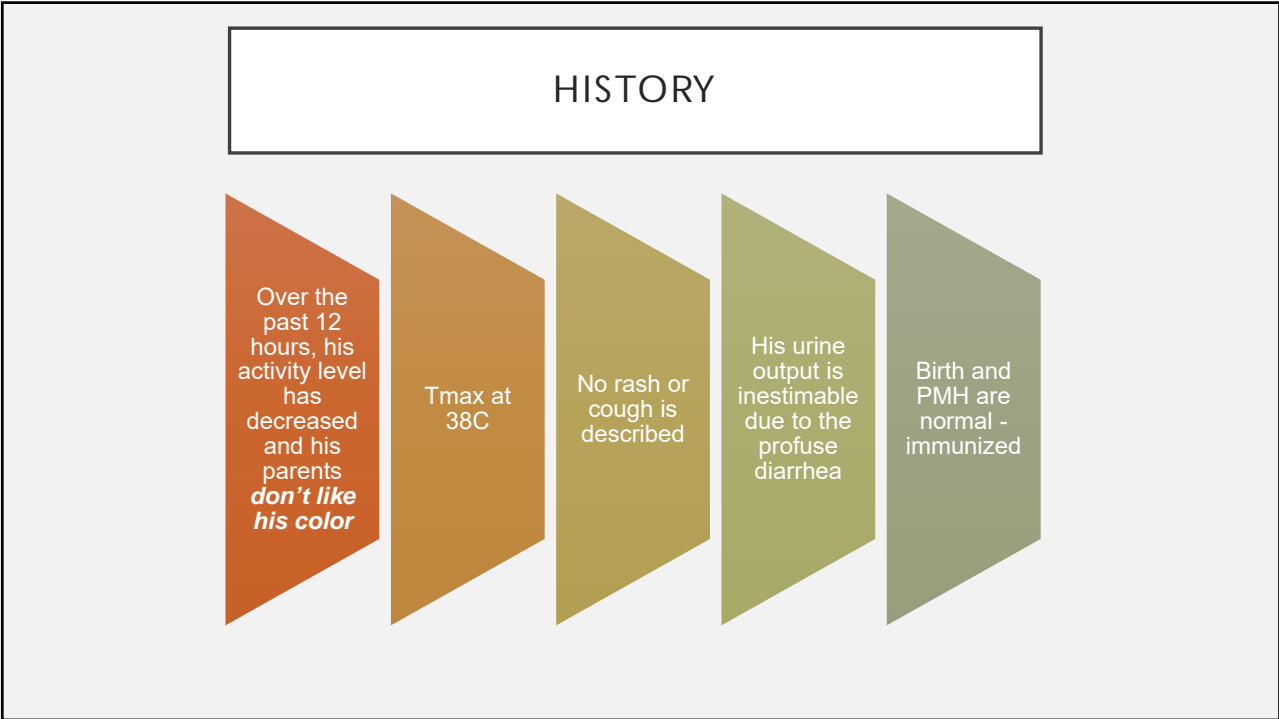 HISTORY
Over the
past 12
hours, his
activity level
has
decreased
and his
parents
don’t like
his color
Tmax at
38C
No rash or
cough is
described
His urine
output is
inestimable
due to the
profuse
diarrhea
Birth and
PMH are
normal -
immunized